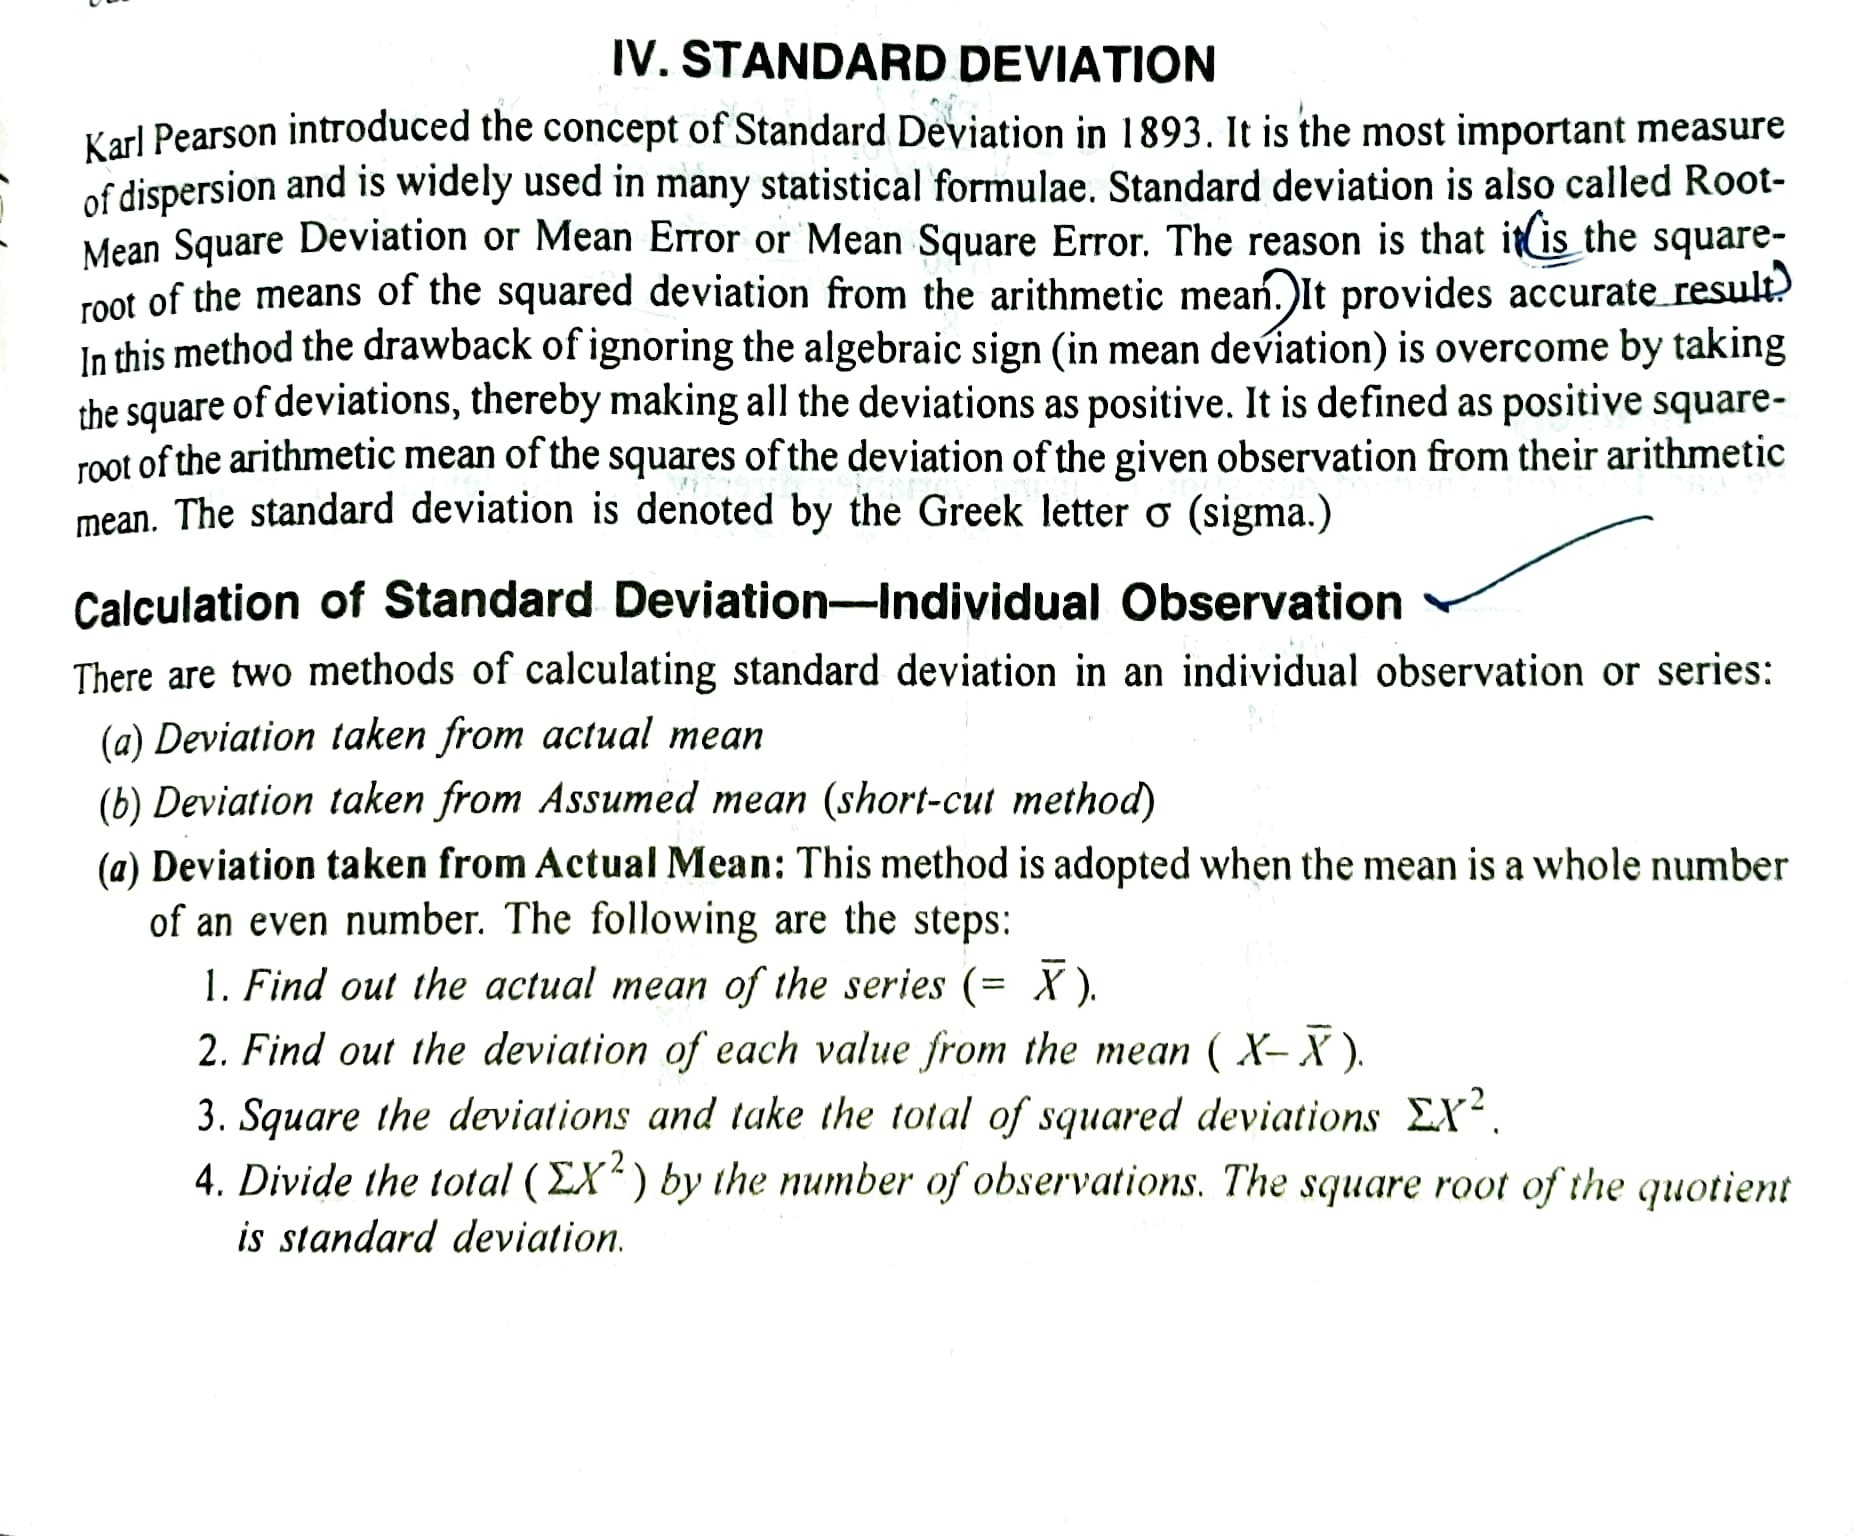 IV. STANDARD DEVIATION
Karl Pearson introduced the concept of Standard Deviation in 1893. It is the most important measure
of dispersion and is widely used in many statistical formulae. Standard deviation is also called Root-
Mean Square Deviation or Mean Error or Mean Square Error. The reason is that it is the square-
root of the means of the squared deviation from the arithmetic mean. It provides accurate result.
In this method the drawback of ignoring the algebraic sign (in mean deviation) is overcome by taking
the square of deviations, thereby making all the deviations as positive. It is defined as positive square-
root of the arithmetic mean of the squares of the deviation of the given observation from their arithmetic
mean. The standard deviation is denoted by the Greek letter σ (sigma.)
Calculation of Standard Deviation—Individual Observation
There are two methods of calculating standard deviation in an individual observation or series:
(a) Deviation taken from actual mean
(b) Deviation taken from Assumed mean (short-cut method)
(a) Deviation taken from Actual Mean: This method is adopted when the mean is a whole number
of an even number. The following are the steps:
1. Find out the actual mean of the series (= X̅ ).
2. Find out the deviation of each value from the mean ( X– X̅ ).
3. Square the deviations and take the total of squared deviations ΣX².
4. Divide the total (ΣX²) by the number of observations. The square root of the quotient
is standard deviation.